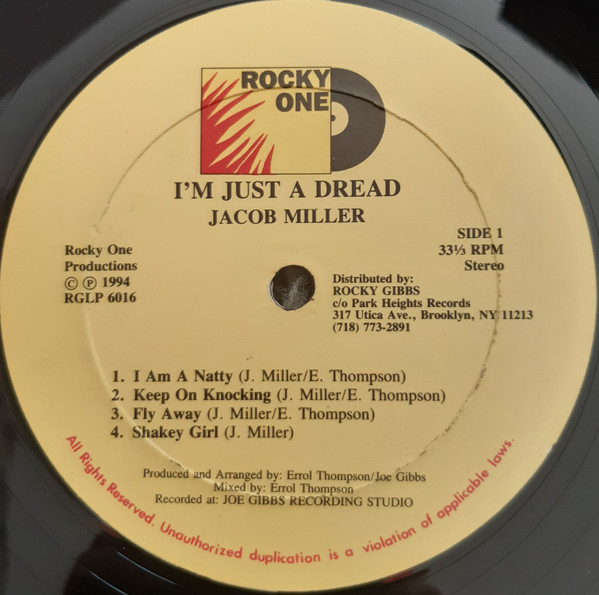 ROCKY
ONE
I'M JUST A DREAD
JACOB MILLER
SIDE 1
33⅓ RPM
Stereo
Rocky One
Productions
© ℗ 1994
RGLP 6016
Distributed by:
ROCKY GIBBS
c/o Park Heights Records
317 Utica Ave., Brooklyn, NY 11213
(718) 773-2891
1. I Am A Natty (J. Miller/E. Thompson)
2. Keep On Knocking (J. Miller/E. Thompson)
3. Fly Away (J. Miller/E. Thompson)
4. Shakey Girl (J. Miller)
Produced and Arranged by: Errol Thompson/Joe Gibbs
Mixed by: Errol Thompson
Recorded at: JOE GIBBS RECORDING STUDIO
All Rights Reserved. Unauthorized duplication is a violation of applicable laws.